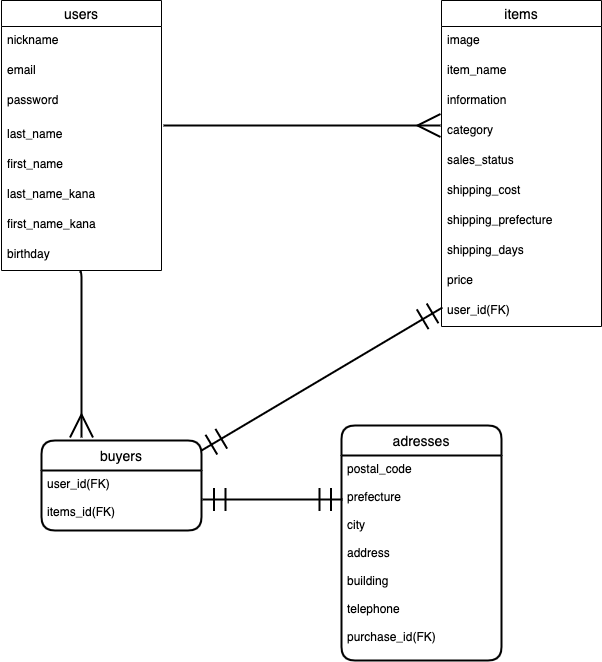 users
nickname
email
password
last_name
first_name
last_name_kana
first_name_kana
birthday
items
image
item_name
information
category
sales_status
shipping_cost
shipping_prefecture
shipping_days
price
user_id(FK)
buyers
user_id(FK)
items_id(FK)
adresses
postal_code
prefecture
city
address
building
telephone
purchase_id(FK)